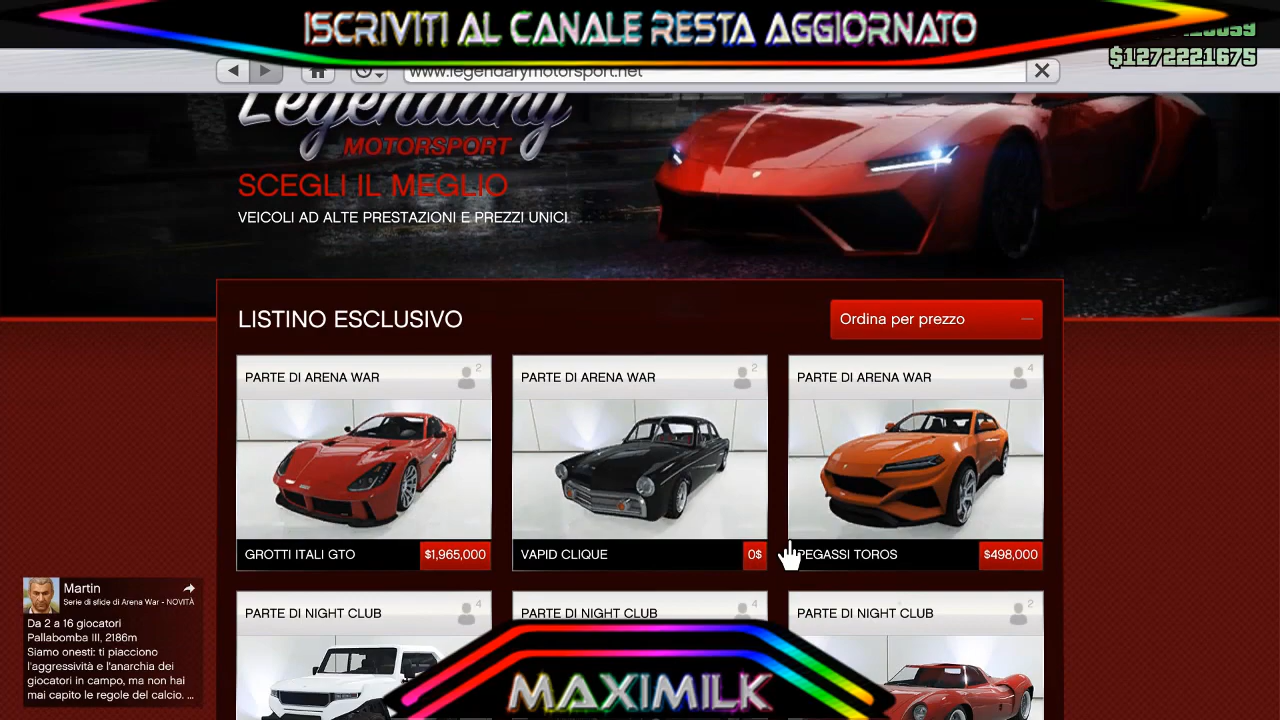 ISCRIVITI AL CANALE RESTA AGGIORNATO
$1272221675
www.legendarymotorsport.net
Legendary
MOTORSPORT
SCEGLI IL MEGLIO
VEICOLI AD ALTE PRESTAZIONI E PREZZI UNICI.
LISTINO ESCLUSIVO
Ordina per prezzo
PARTE DI ARENA WAR 2
PARTE DI ARENA WAR 2
PARTE DI ARENA WAR 4
GROTTI ITALI GTO $1,965,000
VAPID CLIQUE 0$
PEGASSI TOROS $498,000
PARTE DI NIGHT CLUB 4
PARTE DI NIGHT CLUB 4
PARTE DI NIGHT CLUB 2
Martin
Serie di sfide di Arena War - NOVITÀ
Da 2 a 16 giocatori
Pallabomba III, 2186m
Siamo onesti: ti piacciono
l'aggressività e l'anarchia dei
giocatori in campo, ma non hai
mai capito le regole del calcio. ...
MAXIMILK